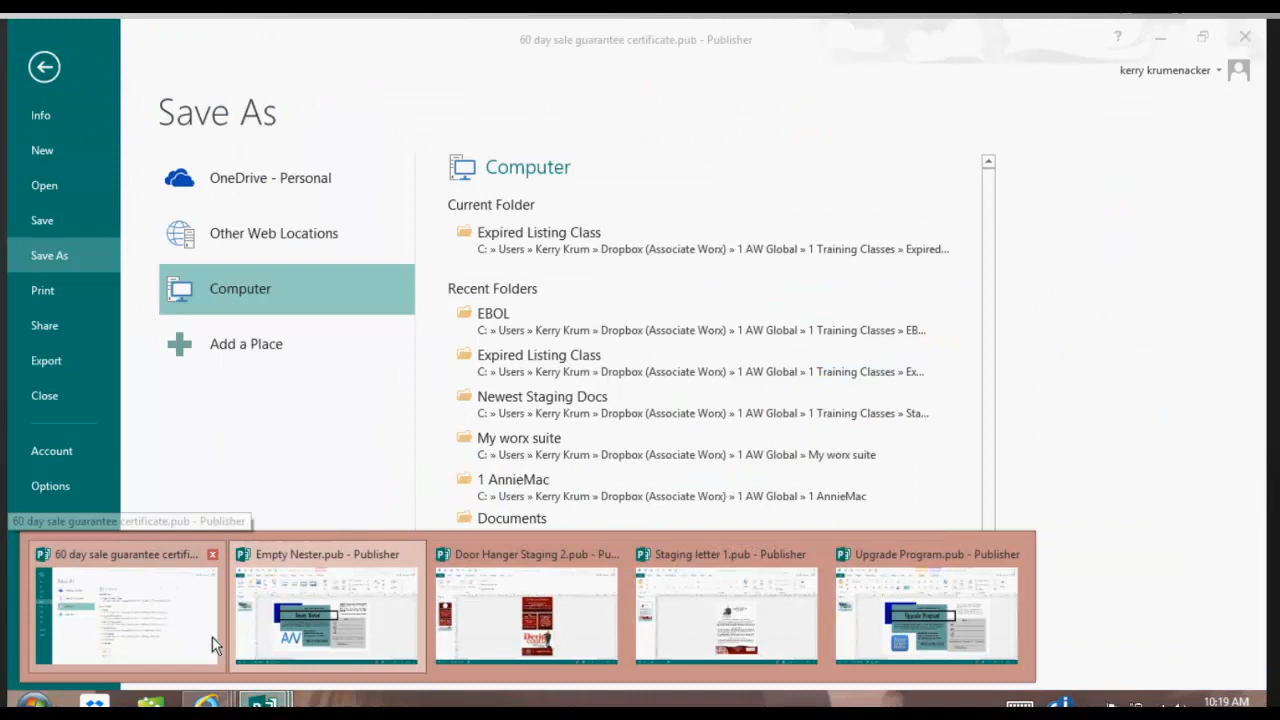 60 day sale guarantee certificate.pub - Publisher
?
kerry krumenacker
Info
New
Open
Save
Save As
Print
Share
Export
Close
Account
Options
Save As
OneDrive - Personal
Other Web Locations
Computer
Add a Place
Computer
Current Folder
Expired Listing Class
C: » Users » Kerry Krum » Dropbox (Associate Worx) » 1 AW Global » 1 Training Classes » Expired...
Recent Folders
EBOL
C: » Users » Kerry Krum » Dropbox (Associate Worx) » 1 AW Global » 1 Training Classes » EB...
Expired Listing Class
C: » Users » Kerry Krum » Dropbox (Associate Worx) » 1 AW Global » 1 Training Classes » Ex...
Newest Staging Docs
C: » Users » Kerry Krum » Dropbox (Associate Worx) » 1 AW Global » 1 Training Classes » Sta...
My worx suite
C: » Users » Kerry Krum » Dropbox (Associate Worx) » 1 AW Global » My worx suite
1 AnnieMac
C: » Users » Kerry Krum » Dropbox (Associate Worx) » 1 AW Global » 1 AnnieMac
Documents
60 day sale guarantee certificate.pub - Publisher
60 day sale guarantee certifi...
Empty Nester.pub - Publisher
Door Hanger Staging 2.pub - Pu...
Staging letter 1.pub - Publisher
Upgrade Program.pub - Publisher
10:19 AM